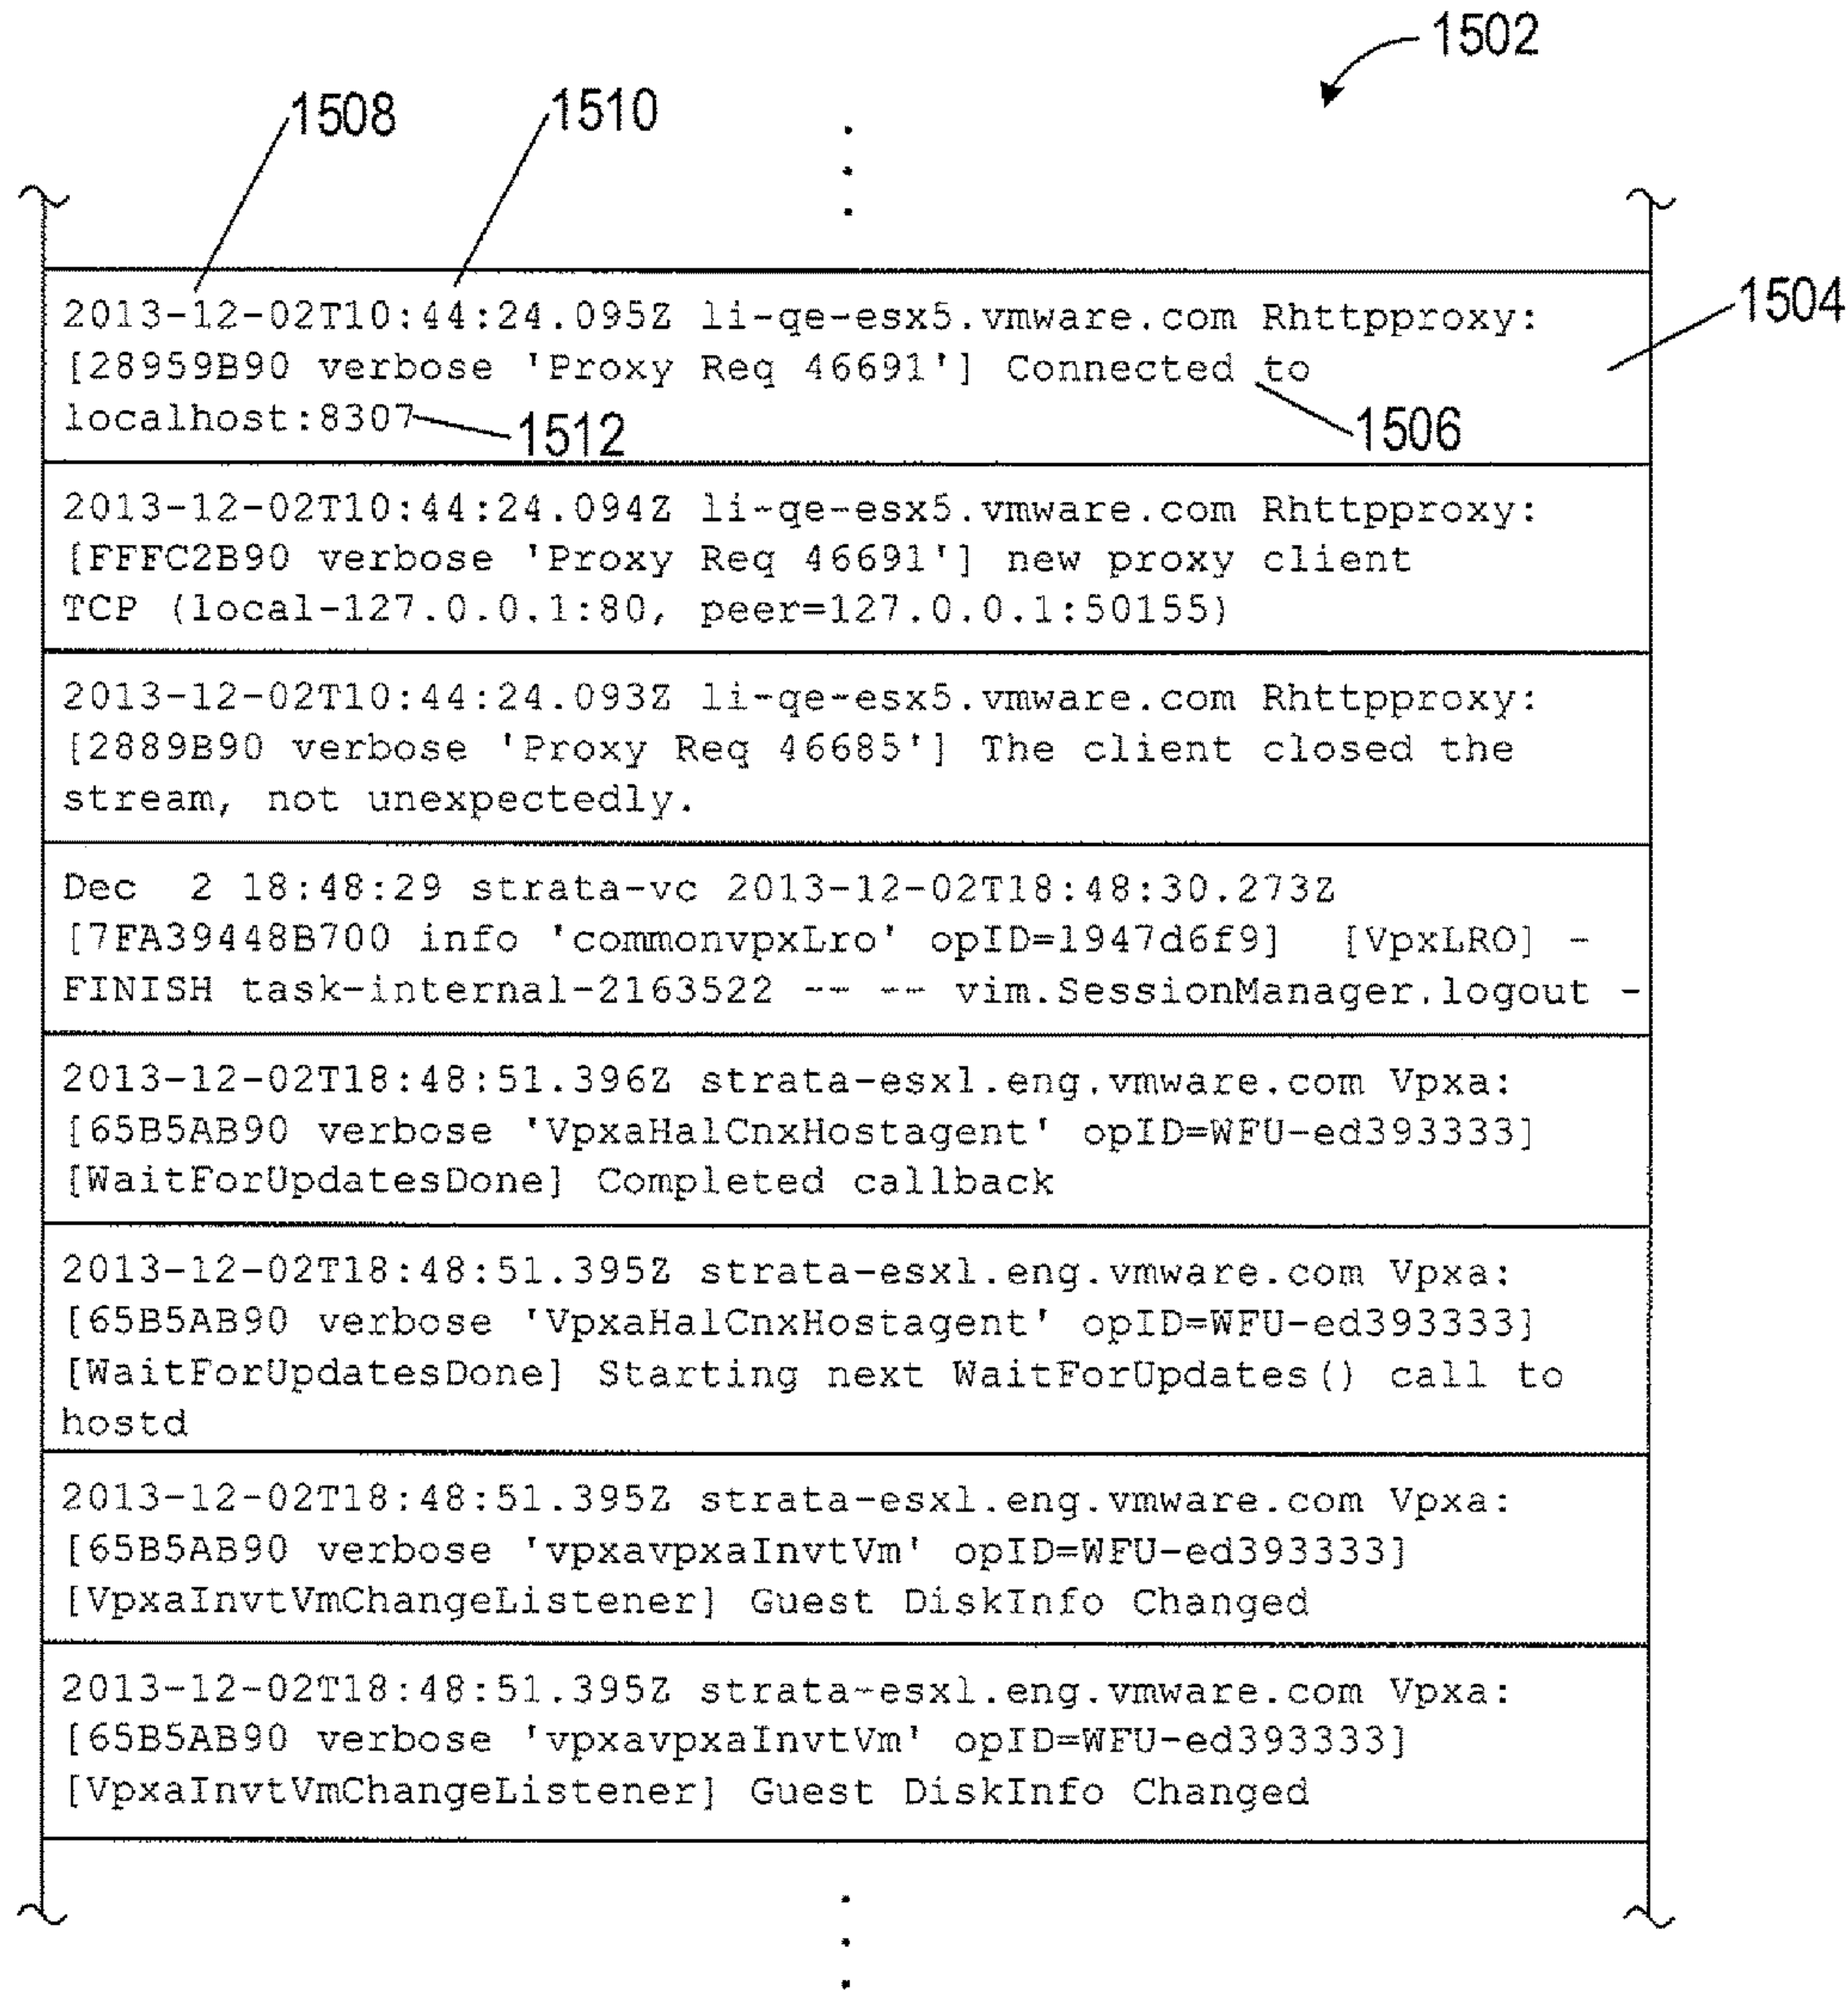 1502
1508
1510
2013-12-02T10:44:24.095Z li-qe-esx5.vmware.com Rhttpproxy:
1504
[28959B90 verbose 'Proxy Req 46691'] Connected to
localhost:8307
1512
1506
2013-12-02T10:44:24.094Z li-qe-esx5.vmware.com Rhttpproxy:
[FFFC2B90 verbose 'Proxy Req 46691'] new proxy client
TCP (local-127.0.0.1:80, peer=127.0.0.1:50155)
2013-12-02T10:44:24.093Z li-qe-esx5.vmware.com Rhttpproxy:
[2889B90 verbose 'Proxy Req 46685'] The client closed the
stream, not unexpectedly.
Dec  2 18:48:29 strata-vc 2013-12-02T18:48:30.273Z
[7FA39448B700 info 'commonvpxLro' opID=1947d6f9]  [VpxLRO] -
FINISH task-internal-2163522 -- -- vim.SessionManager.logout -
2013-12-02T18:48:51.396Z strata-esxl.eng.vmware.com Vpxa:
[65B5AB90 verbose 'VpxaHalCnxHostagent' opID=WFU-ed393333]
[WaitForUpdatesDone] Completed callback
2013-12-02T18:48:51.395Z strata-esxl.eng.vmware.com Vpxa:
[65B5AB90 verbose 'VpxaHalCnxHostagent' opID=WFU-ed393333]
[WaitForUpdatesDone] Starting next WaitForUpdates() call to
hostd
2013-12-02T18:48:51.395Z strata-esxl.eng.vmware.com Vpxa:
[65B5AB90 verbose 'vpxavpxaInvtVm' opID=WFU-ed393333]
[VpxaInvtVmChangeListener] Guest DiskInfo Changed
2013-12-02T18:48:51.395Z strata-esxl.eng.vmware.com Vpxa:
[65B5AB90 verbose 'vpxavpxaInvtVm' opID=WFU-ed393333]
[VpxaInvtVmChangeListener] Guest DiskInfo Changed